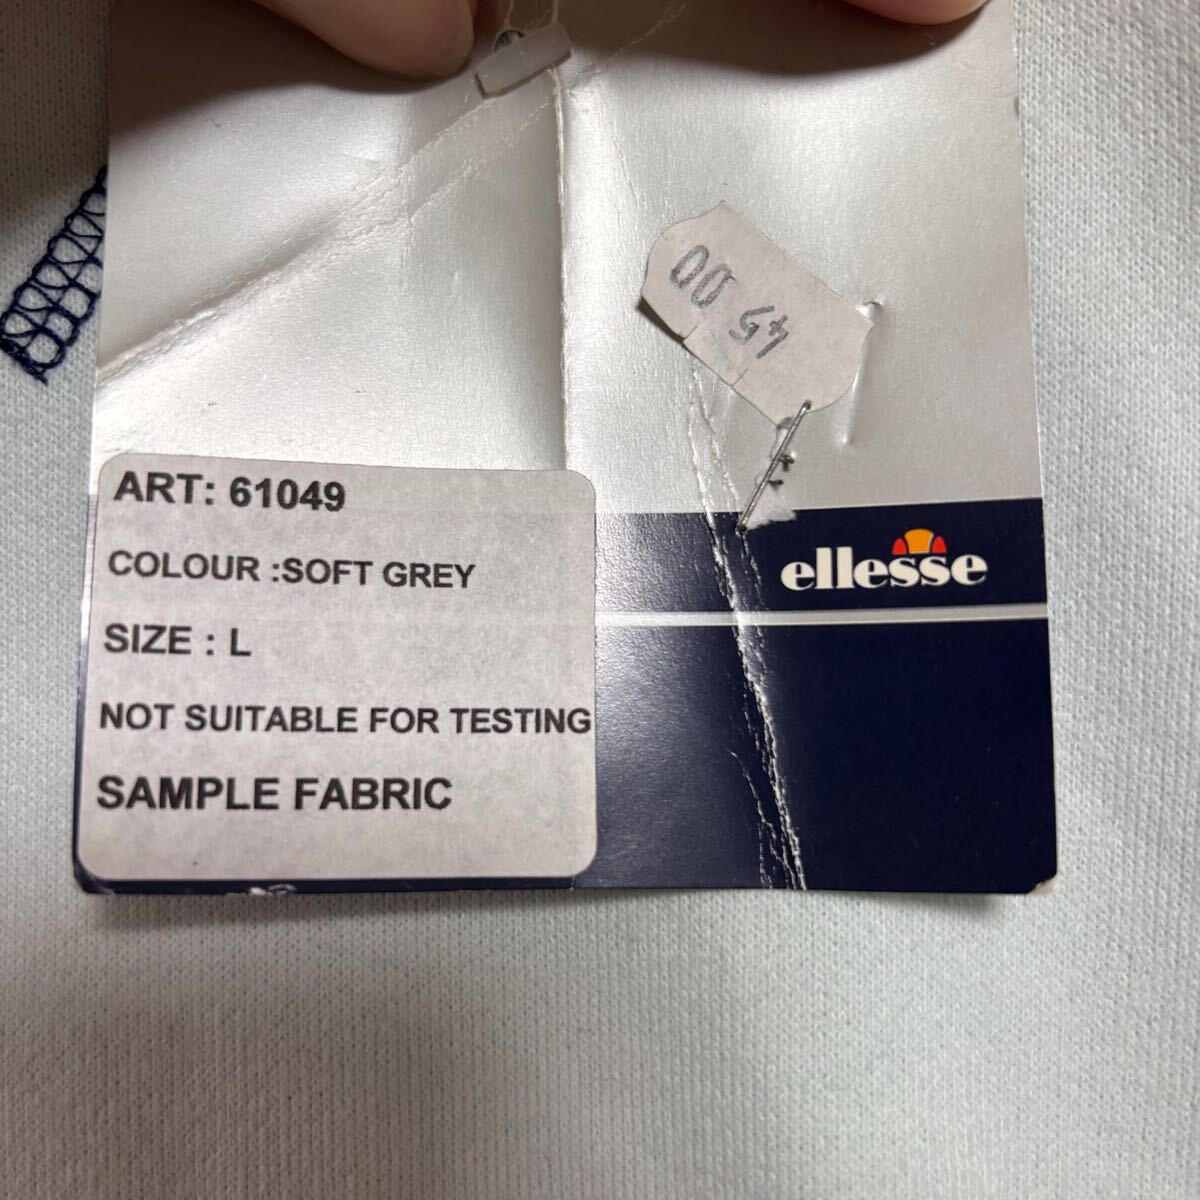 45 00
ellesse
ART: 61049
COLOUR :SOFT GREY
SIZE : L
NOT SUITABLE FOR TESTING
SAMPLE FABRIC